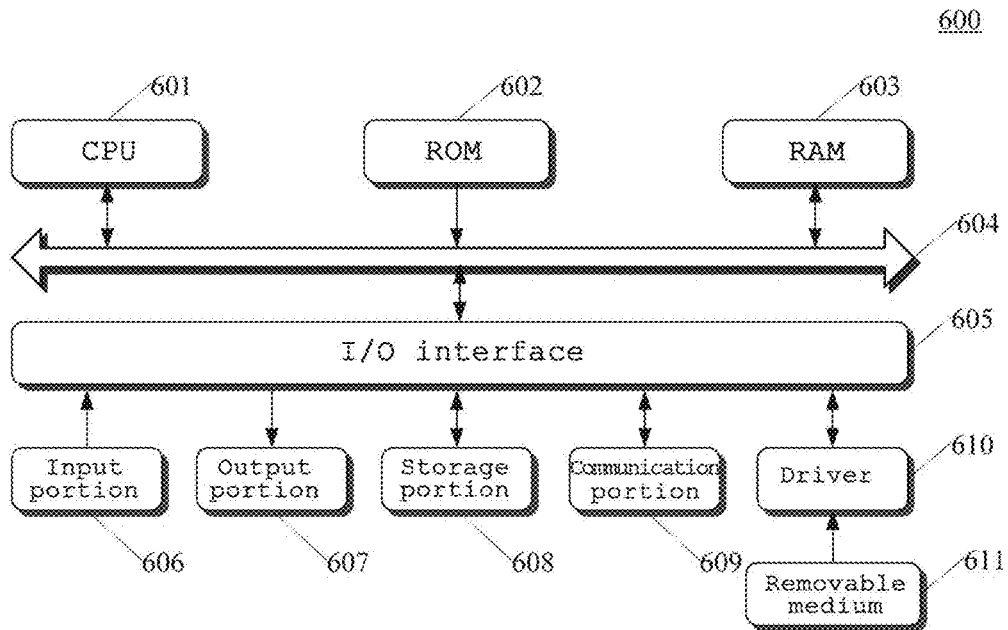 600
601
602
603
CPU
ROM
RAM
604
605
I/O interface
Input
portion
Output
portion
Storage
portion
Communication
portion
Driver
610
606
607
608
609
611
Removable
medium